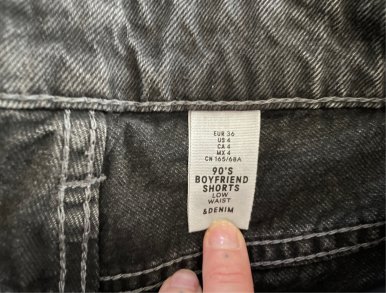 EUR 36
US 4
CA 4
MX 4
CN 165/68A
90'S
BOYFRIEND
SHORTS
LOW
WAIST
&DENIM